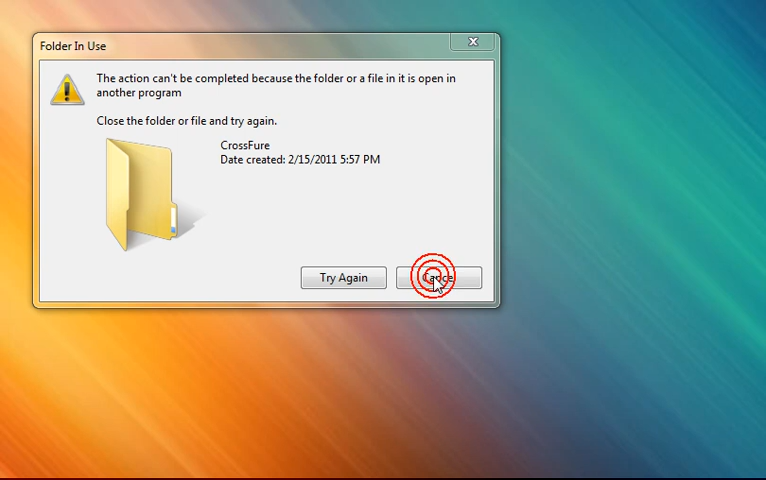 Folder In Use
The action can't be completed because the folder or a file in it is open in
another program
Close the folder or file and try again.
CrossFure
Date created: 2/15/2011 5:57 PM
Try Again
Cancel